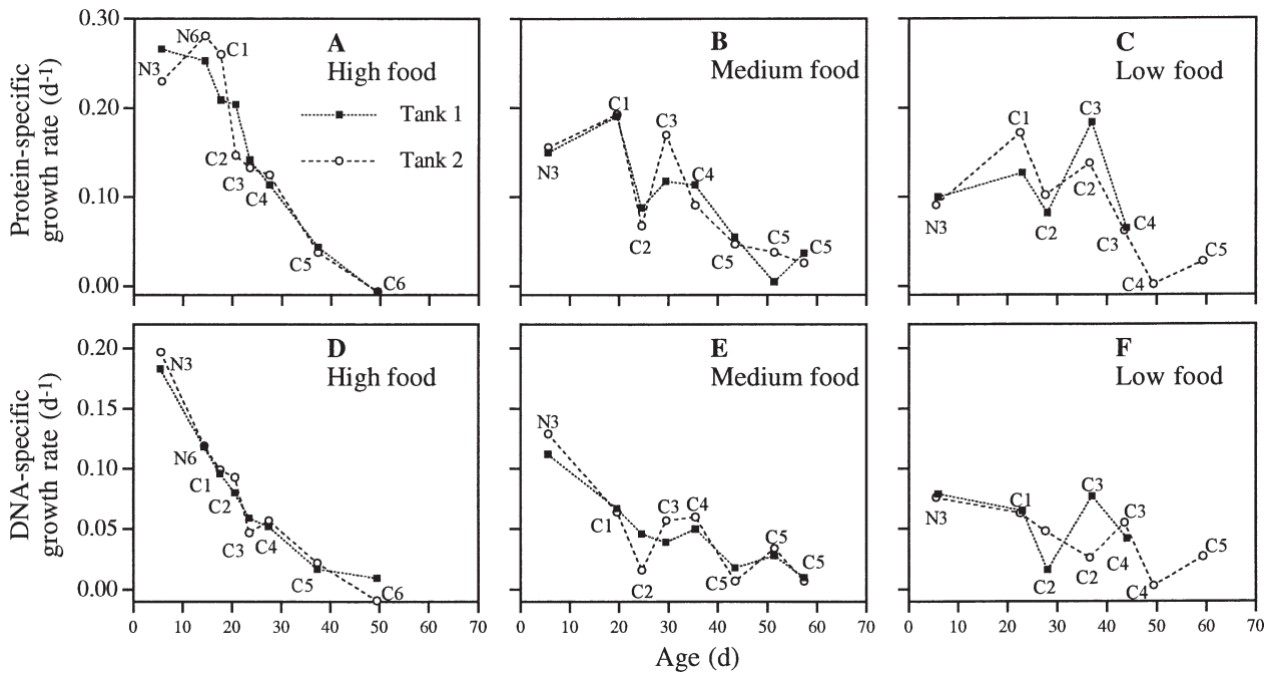 Protein-specific
growth rate (d-1)
0.30
0.20
0.10
0.00
A
High food
Tank 1
Tank 2
N3
N6
C1
C2
C3
C4
C5
C6
B
Medium food
N3
C1
C2
C3
C4
C5
C5
C5
C
Low food
N3
C1
C2
C3
C2
C3
C4
C4
C5
DNA-specific
growth rate (d-1)
0.20
0.15
0.10
0.05
0.00
D
High food
N3
N6
C1
C2
C3
C4
C5
C6
E
Medium food
N3
C1
C2
C3
C4
C5
C5
C5
F
Low food
N3
C1
C2
C3
C2
C3
C4
C4
C5
0 10 20 30 40 50 60 70
0 10 20 30 40 50 60 70
0 10 20 30 40 50 60 70
Age (d)